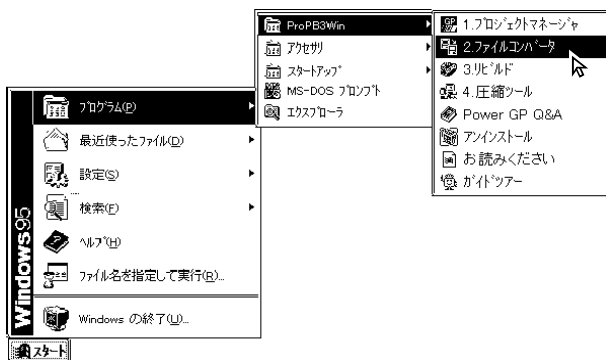 ProPB3Win
アクセサリ
スタートアップ
MS-DOS プロンプト
エクスプローラ
1.プロジェクトマネージャ
2.ファイルコンバータ
3.リビルド
4.圧縮ツール
Power GP Q&A
アンインストール
お読みください
ガイドツアー
プログラム(P)
最近使ったファイル(D)
設定(S)
検索(F)
ヘルプ(H)
ファイル名を指定して実行(R)...
Windows の終了(U)...
Windows95
スタート